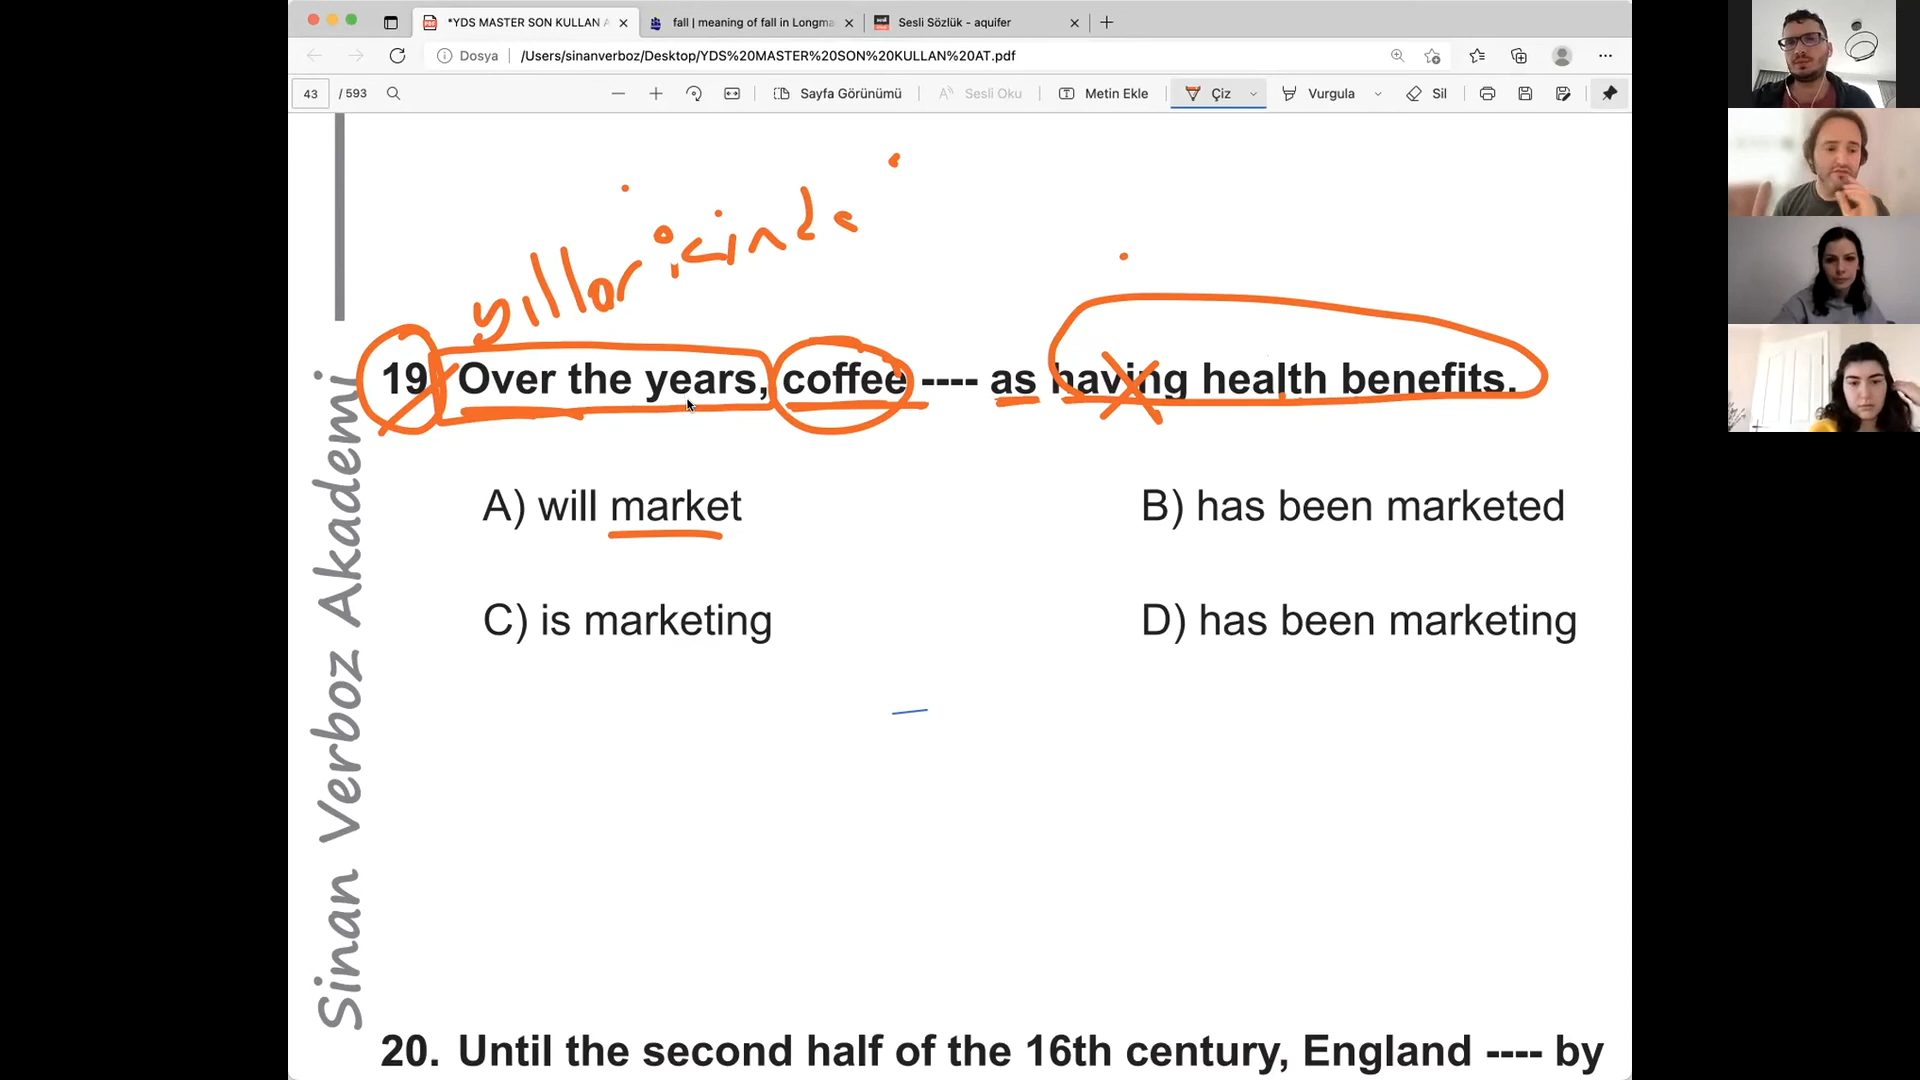 *YDS MASTER SON KULLAN A
fall | meaning of fall in Longma
Sesli Sözlük - aquifer
Dosya
/Users/sinanverboz/Desktop/YDS%20MASTER%20SON%20KULLAN%20AT.pdf
43 / 593
Sayfa Görünümü
Sesli Oku
Metin Ekle
Çiz
Vurgula
Sil
yıllar içinde
19. Over the years, coffee ---- as having health benefits.
A) will market
B) has been marketed
C) is marketing
D) has been marketing
Sinan Verboz Akademi
20. Until the second half of the 16th century, England ---- by